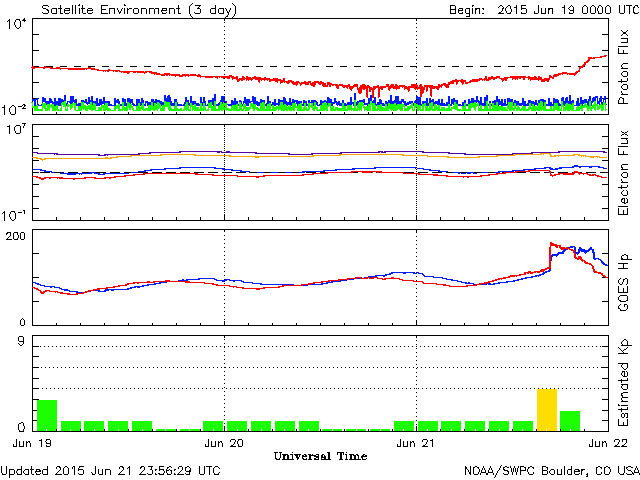 Satellite Environment (3 day)
Begin: 2015 Jun 19 0000 UTC
10⁴
10⁻²
Proton Flux
10⁷
10⁻¹
Electron Flux
200
0
GOES Hp
9
0
Estimated Kp
Jun 19
Jun 20
Jun 21
Jun 22
Universal Time
Updated 2015 Jun 21 23:56:29 UTC
NOAA/SWPC Boulder, CO USA